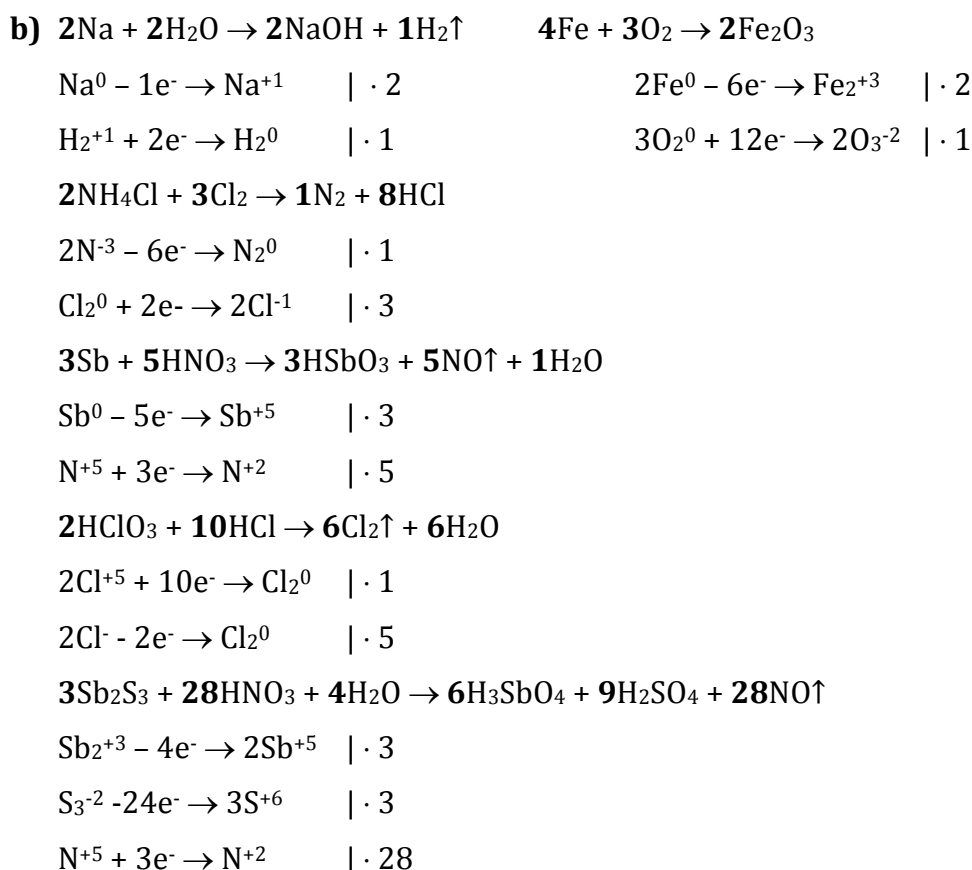 b) 2Na + 2H₂O → 2NaOH + 1H₂↑ 4Fe + 3O₂ → 2Fe₂O₃
Na⁰ – 1e⁻ → Na⁺¹ | · 2 2Fe⁰ – 6e⁻ → Fe₂⁺³ | · 2
H₂⁺¹ + 2e⁻ → H₂⁰ | · 1 3O₂⁰ + 12e⁻ → 2O₃⁻² | · 1
2NH₄Cl + 3Cl₂ → 1N₂ + 8HCl
2N⁻³ – 6e⁻ → N₂⁰ | · 1
Cl₂⁰ + 2e- → 2Cl⁻¹ | · 3
3Sb + 5HNO₃ → 3HSbO₃ + 5NO↑ + 1H₂O
Sb⁰ – 5e⁻ → Sb⁺⁵ | · 3
N⁺⁵ + 3e⁻ → N⁺² | · 5
2HClO₃ + 10HCl → 6Cl₂↑ + 6H₂O
2Cl⁺⁵ + 10e⁻ → Cl₂⁰ | · 1
2Cl⁻ - 2e⁻ → Cl₂⁰ | · 5
3Sb₂S₃ + 28HNO₃ + 4H₂O → 6H₃SbO₄ + 9H₂SO₄ + 28NO↑
Sb₂⁺³ – 4e⁻ → 2Sb⁺⁵ | · 3
S₃⁻² -24e⁻ → 3S⁺⁶ | · 3
N⁺⁵ + 3e⁻ → N⁺² | · 28